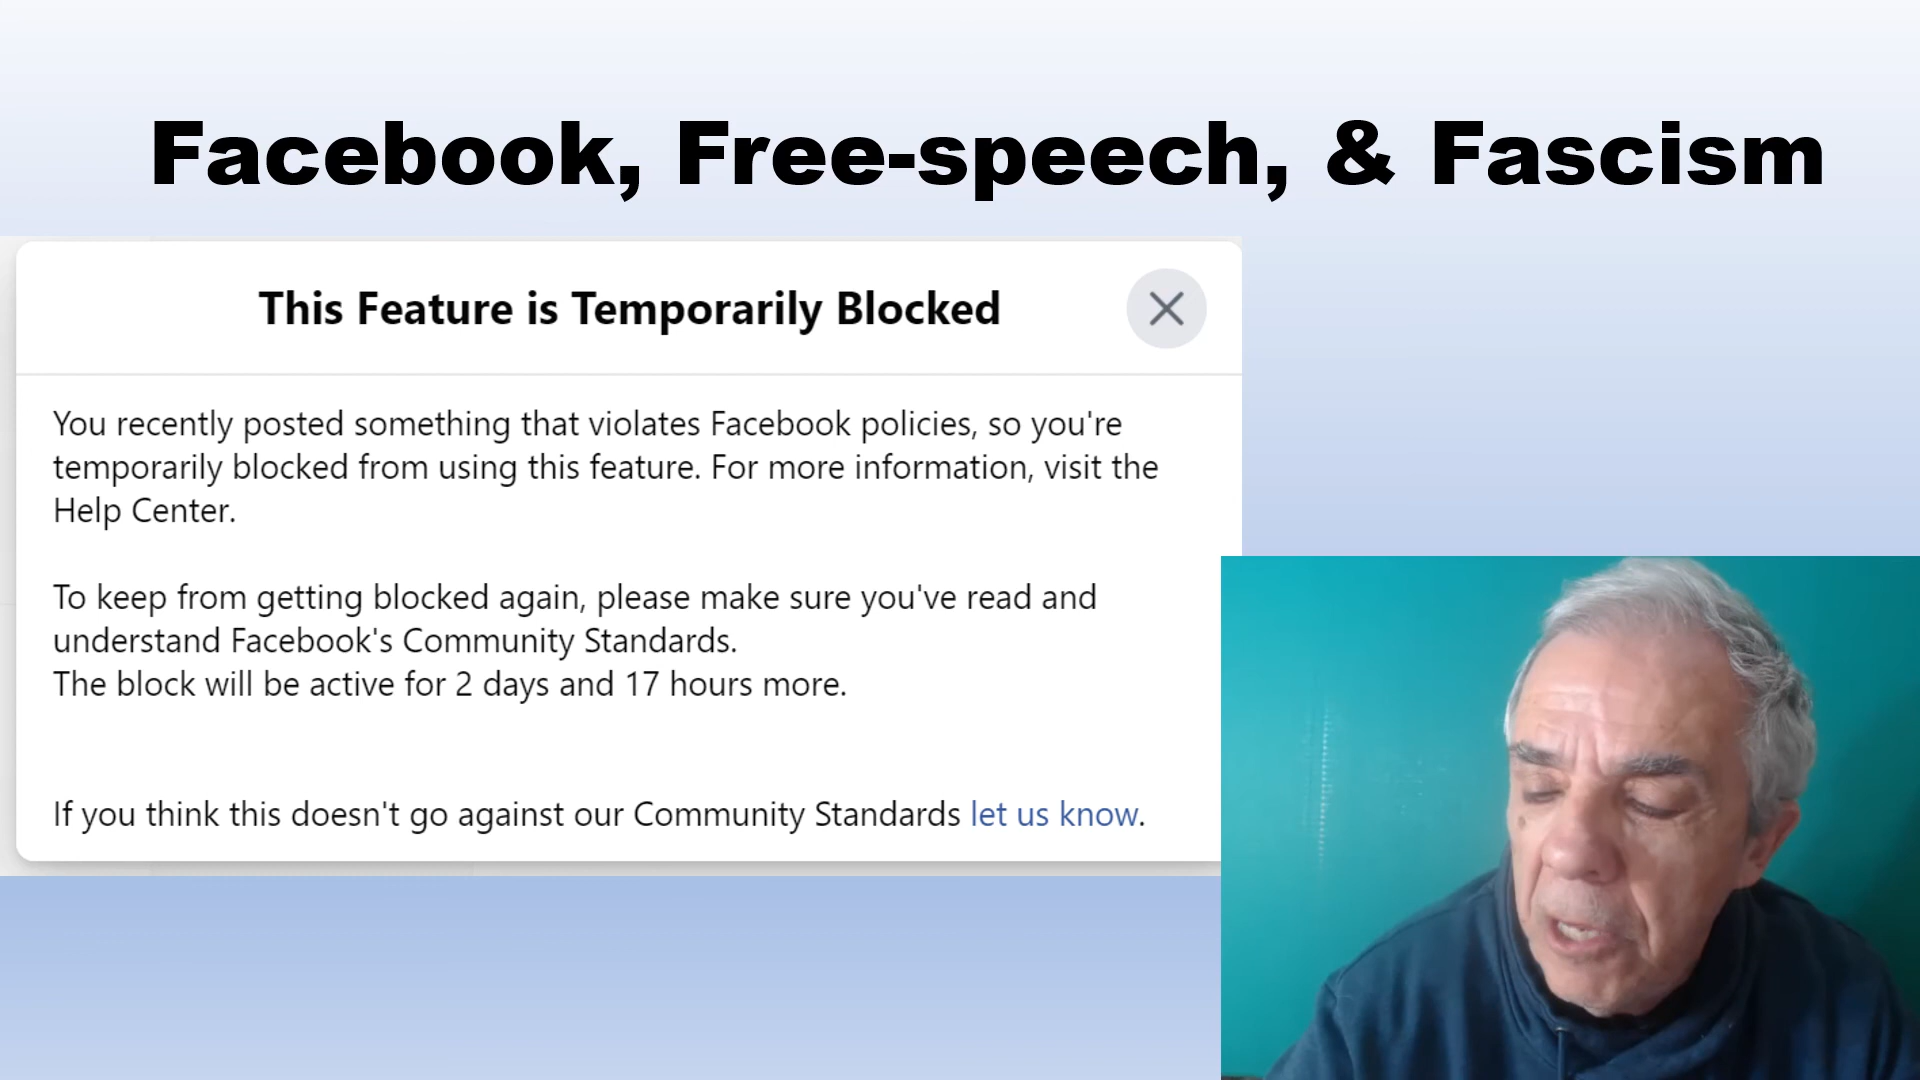 Facebook, Free-speech, & Fascism
This Feature is Temporarily Blocked
You recently posted something that violates Facebook policies, so you're
temporarily blocked from using this feature. For more information, visit the
Help Center.
To keep from getting blocked again, please make sure you've read and
understand Facebook's Community Standards.
The block will be active for 2 days and 17 hours more.
If you think this doesn't go against our Community Standards let us know.